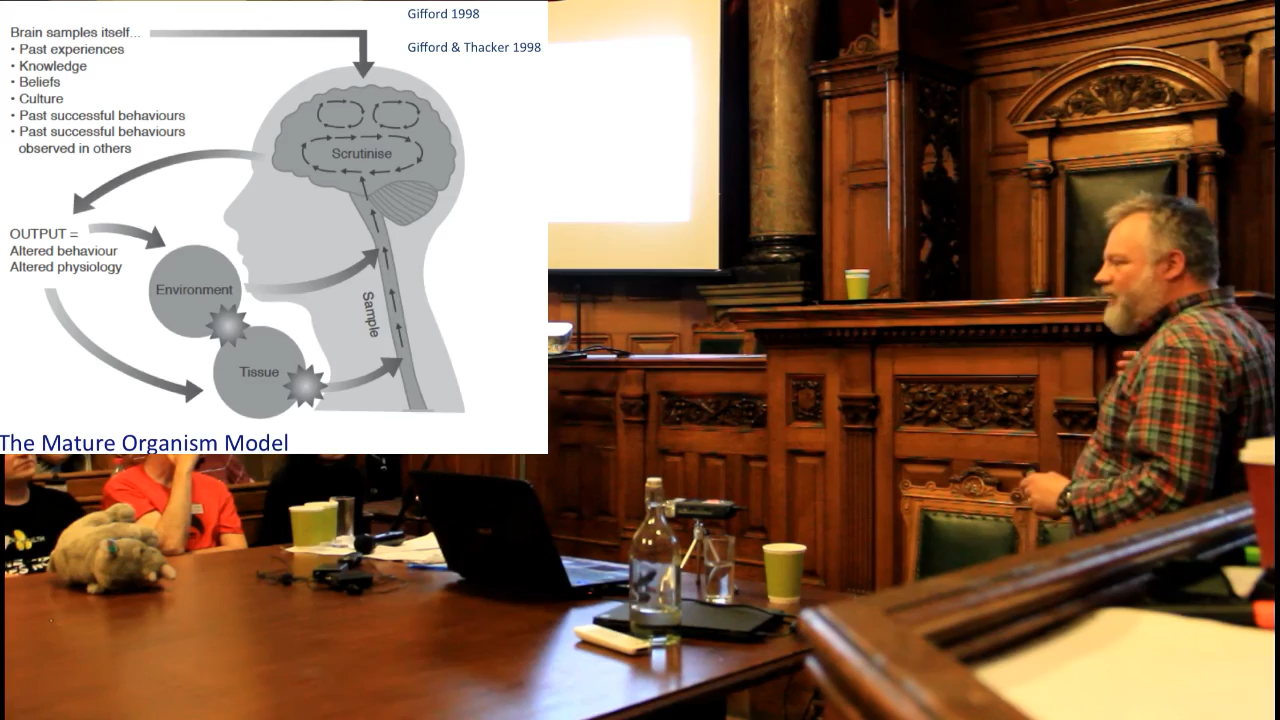 Gifford 1998
Gifford & Thacker 1998
Brain samples itself...
• Past experiences
• Knowledge
• Beliefs
• Culture
• Past successful behaviours
• Past successful behaviours
observed in others
Scrutinise
OUTPUT =
Altered behaviour
Altered physiology
Environment
Sample
Tissue
The Mature Organism Model